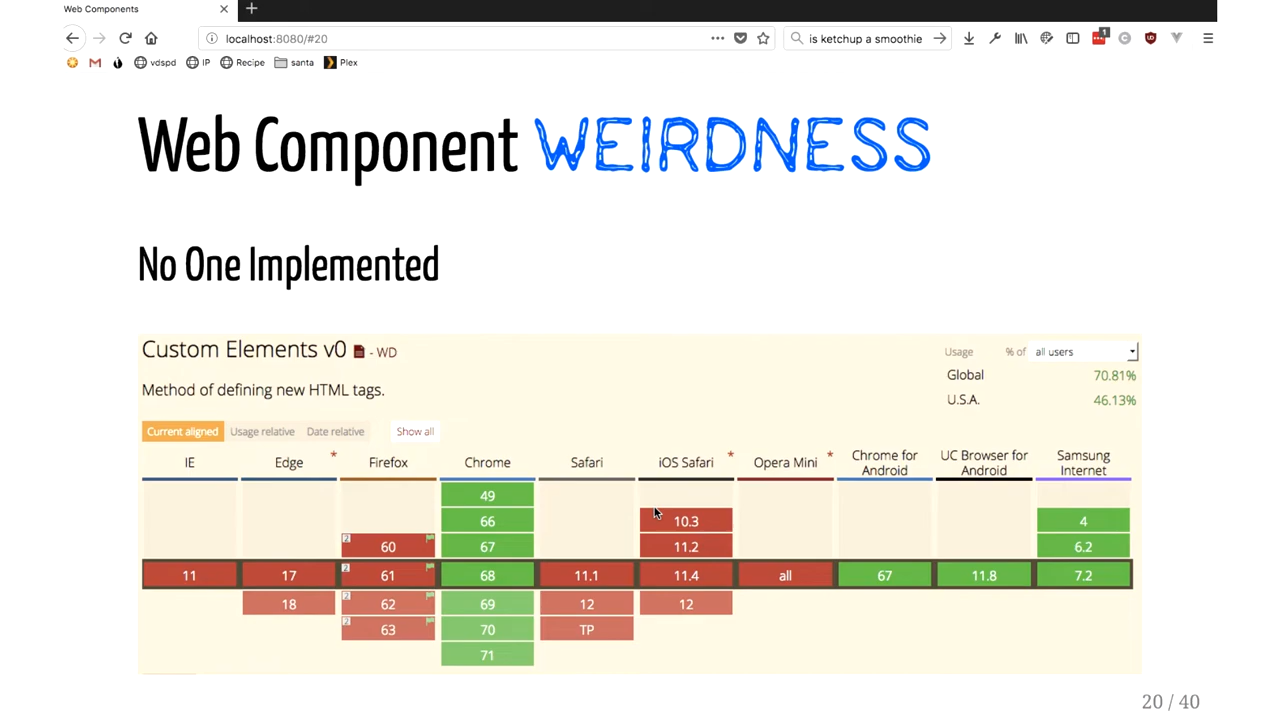 Web Components
localhost:8080/#20
is ketchup a smoothie
1
vdspd IP Recipe santa Plex
Web Component WEIRDNESS
No One Implemented
Custom Elements v0 - WD
Usage % of all users
Global 70.81%
Method of defining new HTML tags.
U.S.A. 46.13%
Current aligned Usage relative Date relative Show all
IE Edge * Firefox Chrome Safari iOS Safari * Opera Mini * Chrome for Android UC Browser for Android Samsung Internet
49
66 10.3 4
2 60 67 11.2 6.2
11 17 2 61 68 11.1 11.4 all 67 11.8 7.2
18 2 62 69 12 12
2 63 70 TP
71
20 / 40